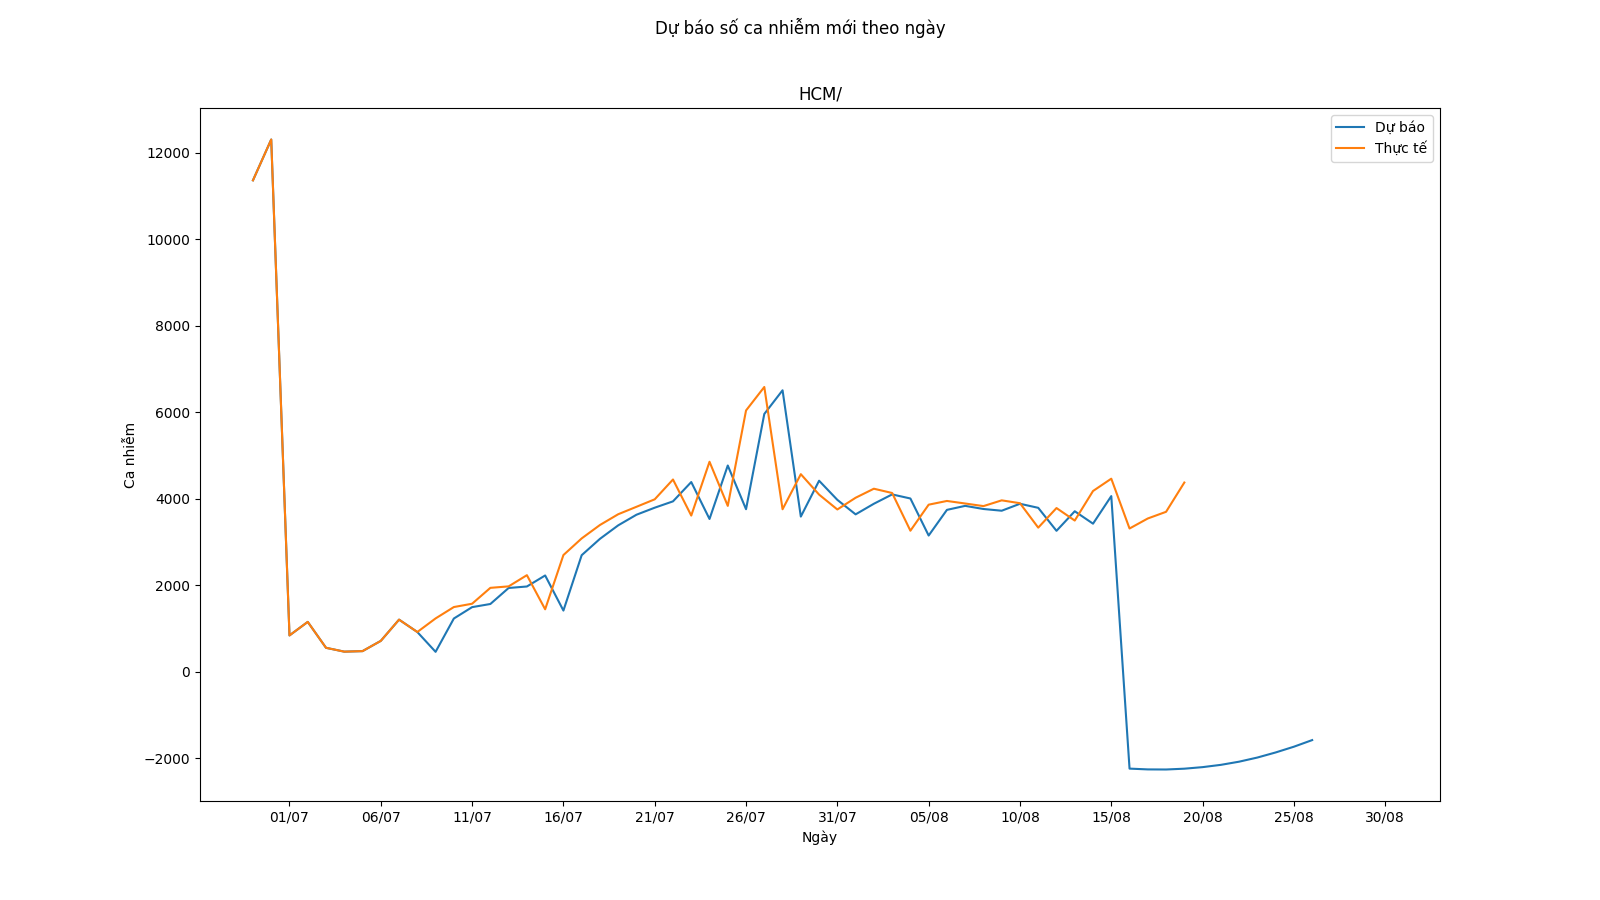 Dự báo số ca nhiễm mới theo ngày
HCM/
Dự báo
Thực tế
Ca nhiễm
12000
10000
8000
6000
4000
2000
0
−2000
01/07 06/07 11/07 16/07 21/07 26/07 31/07 05/08 10/08 15/08 20/08 25/08 30/08
Ngày